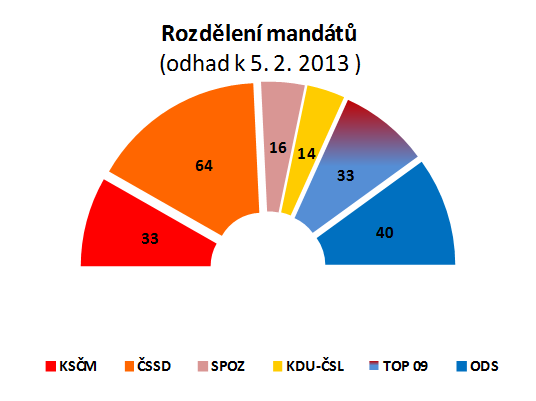 Rozdělení mandátů
(odhad k 5. 2. 2013 )
64
16
14
33
33
40
KSČM
ČSSD
SPOZ
KDU-ČSL
TOP 09
ODS